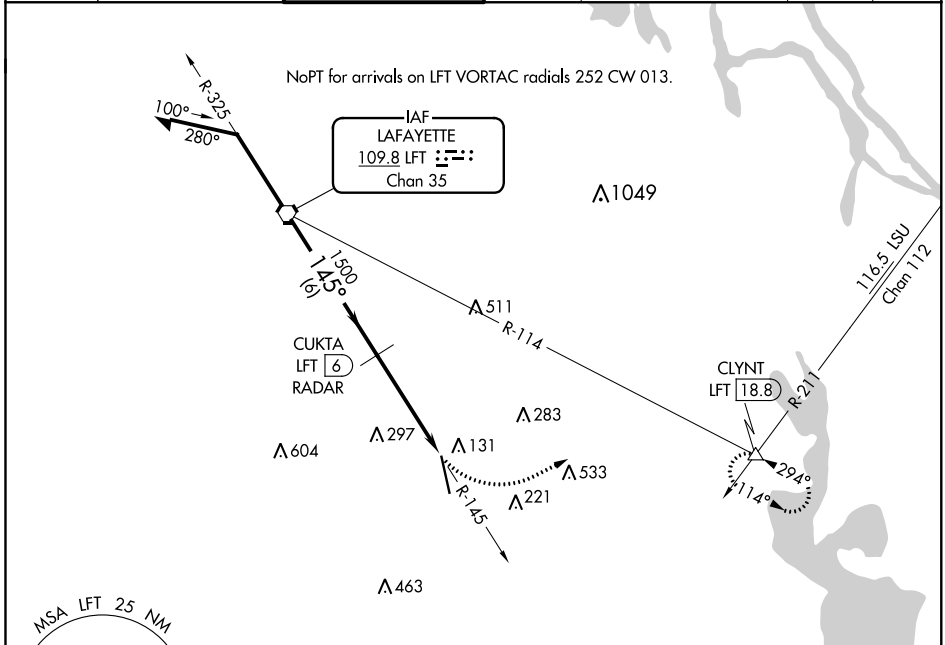 NoPT for arrivals on LFT VORTAC radials 252 CW 013.
R-325
100°
280°
IAF
LAFAYETTE
109.8 LFT
Chan 35
1049
116.5 LSU
Chan 112
1500
145°
(6)
511
R-114
CUKTA
LFT 6
RADAR
CLYNT
LFT 18.8
R-211
283
297
131
604
533
294°
114°
221
R-145
463
MSA LFT 25 NM